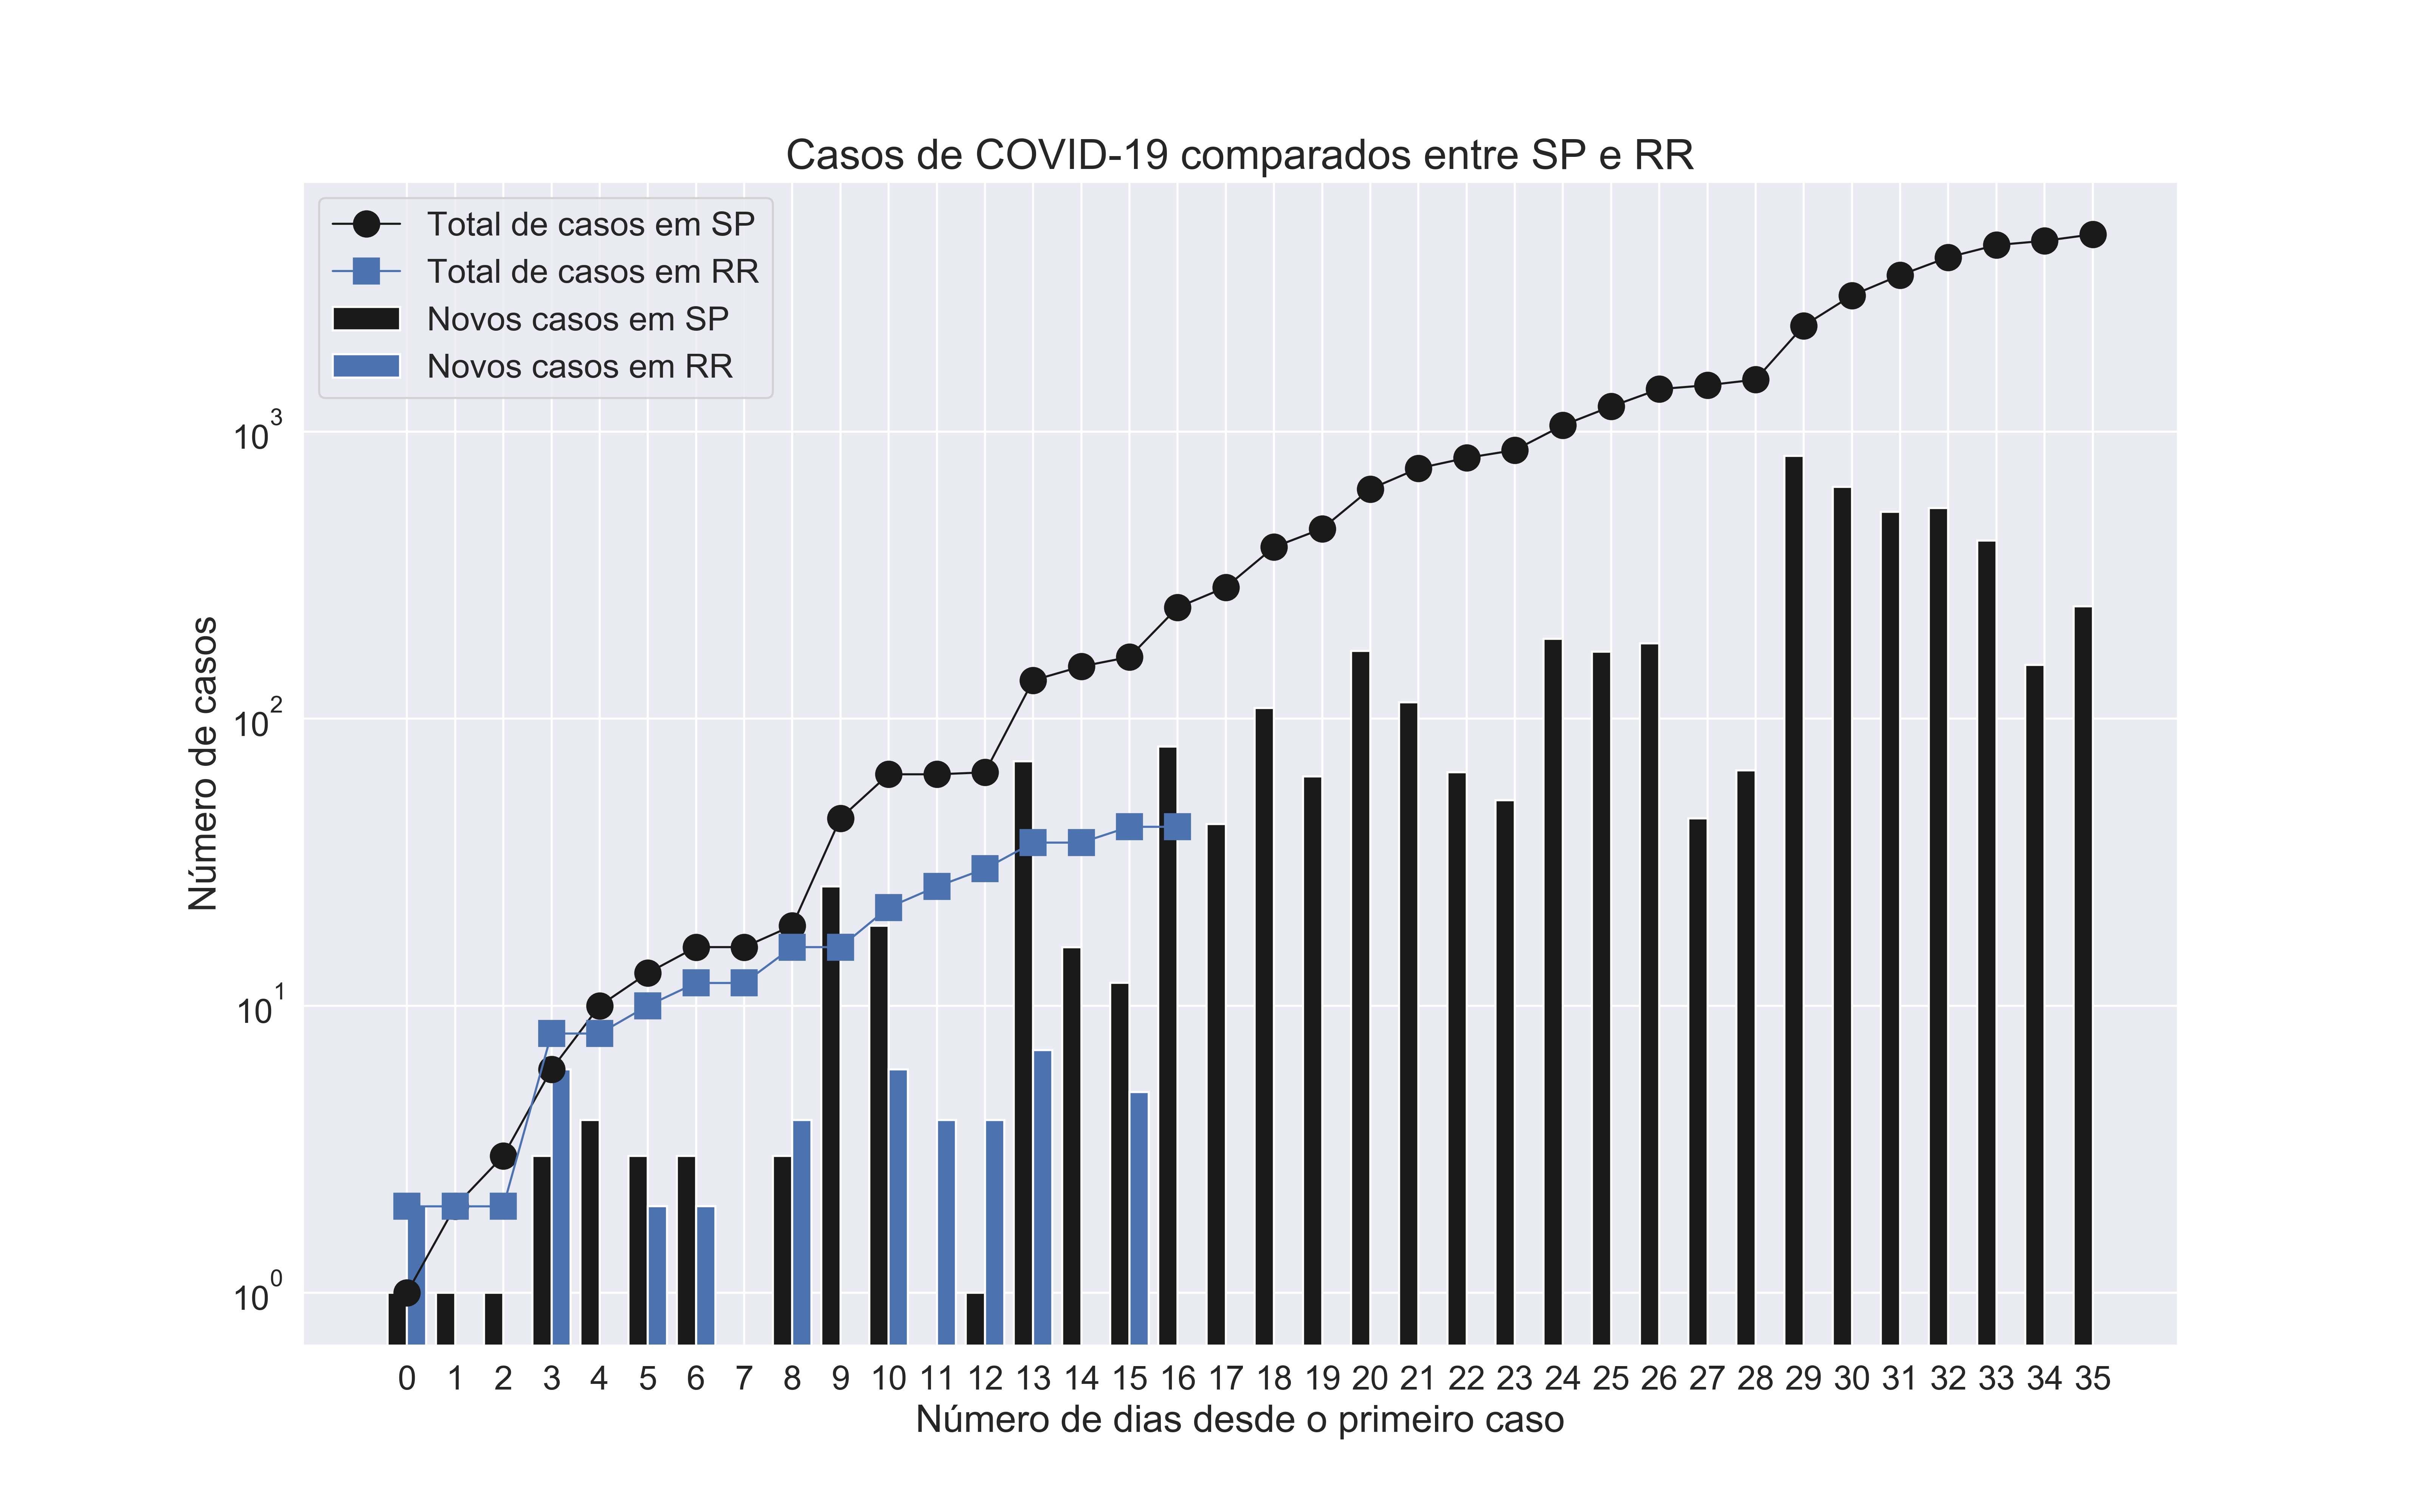 Casos de COVID-19 comparados entre SP e RR
Total de casos em SP
Total de casos em RR
Novos casos em SP
Novos casos em RR
Número de casos
10³
10²
10¹
10⁰
0 1 2 3 4 5 6 7 8 9 10 11 12 13 14 15 16 17 18 19 20 21 22 23 24 25 26 27 28 29 30 31 32 33 34 35
Número de dias desde o primeiro caso